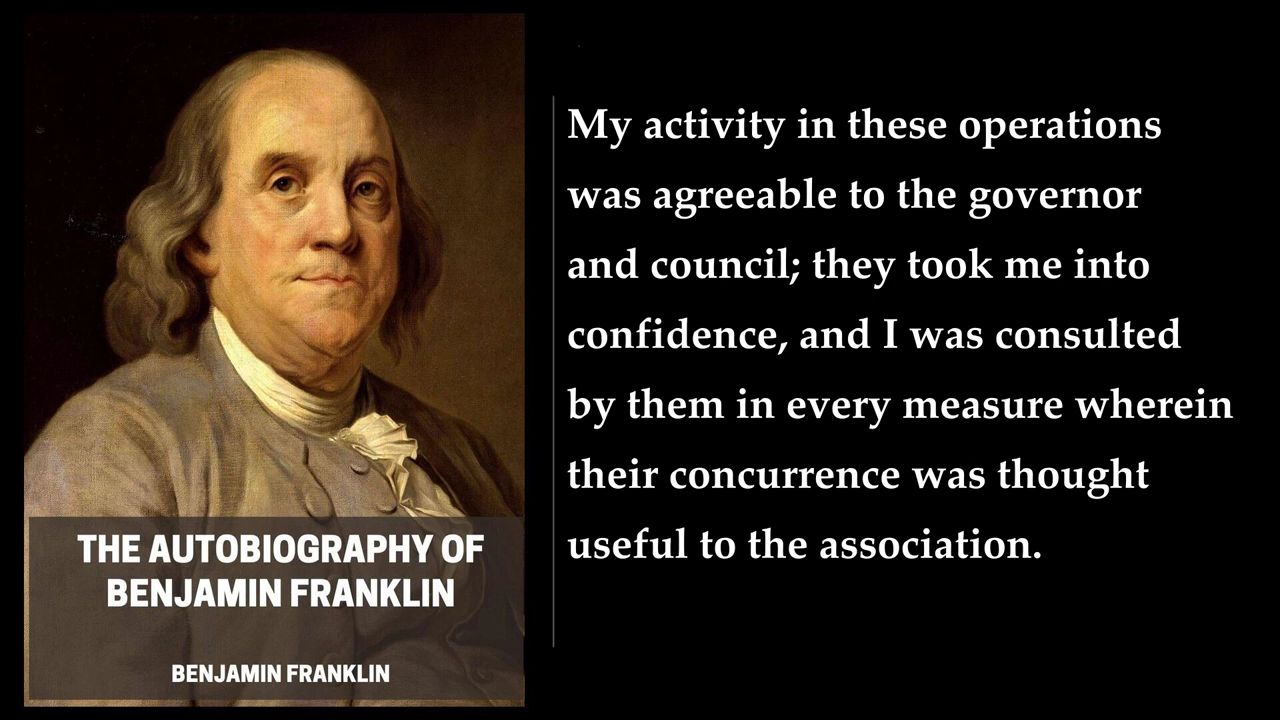 THE AUTOBIOGRAPHY OF
BENJAMIN FRANKLIN
BENJAMIN FRANKLIN
My activity in these operations
was agreeable to the governor
and council; they took me into
confidence, and I was consulted
by them in every measure wherein
their concurrence was thought
useful to the association.